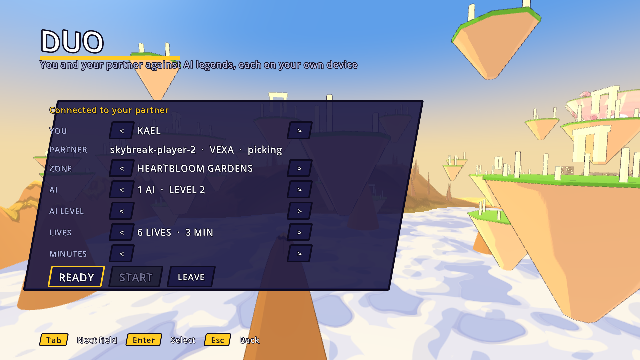 DUO
You and your partner against AI legends, each on your own device
Connected to your partner
YOU < KAEL >
PARTNER skybreak-player-2 · VEXA · picking
ZONE < HEARTBLOOM GARDENS >
AI < 1 AI · LEVEL 2 >
AI LEVEL < >
LIVES < 6 LIVES · 3 MIN >
MINUTES < >
READY START LEAVE
Tab Next field Enter Select Esc Back